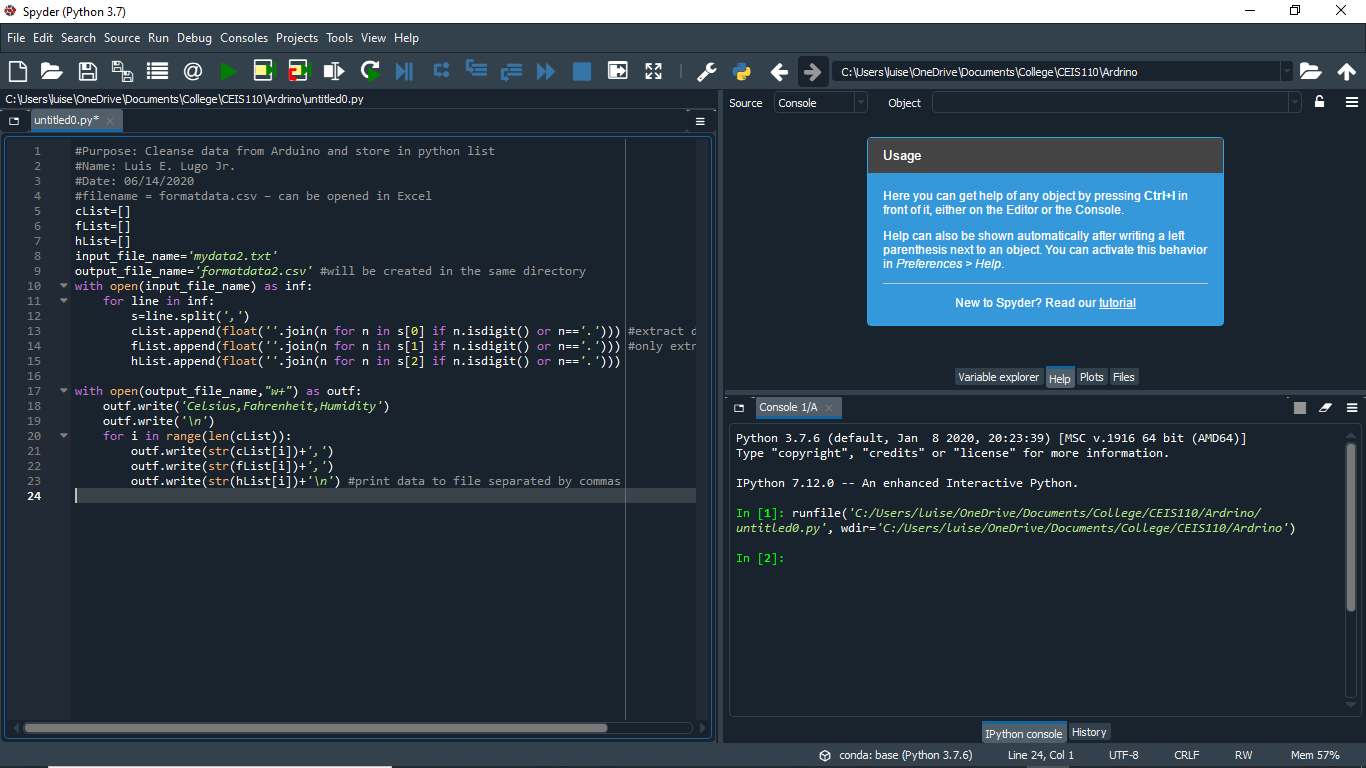 Spyder (Python 3.7)
File Edit Search Source Run Debug Consoles Projects Tools View Help
C:\Users\luise\OneDrive\Documents\College\CEIS110\Ardrino
C:\Users\luise\OneDrive\Documents\College\CEIS110\Ardrino\untitled0.py
untitled0.py*
1 #Purpose: Cleanse data from Arduino and store in python list
2 #Name: Luis E. Lugo Jr.
3 #Date: 06/14/2020
4 #filename = formatdata.csv - can be opened in Excel
5 cList=[]
6 fList=[]
7 hList=[]
8 input_file_name='mydata2.txt'
9 output_file_name='formatdata2.csv' #will be created in the same directory
10 with open(input_file_name) as inf:
11     for line in inf:
12         s=line.split(',')
13         cList.append(float(''.join(n for n in s[0] if n.isdigit() or n=='.'))) #extract d
14         fList.append(float(''.join(n for n in s[1] if n.isdigit() or n=='.'))) #only extr
15         hList.append(float(''.join(n for n in s[2] if n.isdigit() or n=='.')))
16
17 with open(output_file_name,"w+") as outf:
18     outf.write('Celsius,Fahrenheit,Humidity')
19     outf.write('\n')
20     for i in range(len(cList)):
21         outf.write(str(cList[i])+',')
22         outf.write(str(fList[i])+',')
23         outf.write(str(hList[i])+'\n') #print data to file separated by commas
24
Source Console Object
Usage
Here you can get help of any object by pressing Ctrl+I in
front of it, either on the Editor or the Console.
Help can also be shown automatically after writing a left
parenthesis next to an object. You can activate this behavior
in Preferences > Help.
New to Spyder? Read our tutorial
Variable explorer Help Plots Files
Console 1/A
Python 3.7.6 (default, Jan  8 2020, 20:23:39) [MSC v.1916 64 bit (AMD64)]
Type "copyright", "credits" or "license" for more information.
IPython 7.12.0 -- An enhanced Interactive Python.
In [1]: runfile('C:/Users/luise/OneDrive/Documents/College/CEIS110/Ardrino/
untitled0.py', wdir='C:/Users/luise/OneDrive/Documents/College/CEIS110/Ardrino')
In [2]:
IPython console History
conda: base (Python 3.7.6) Line 24, Col 1 UTF-8 CRLF RW Mem 57%